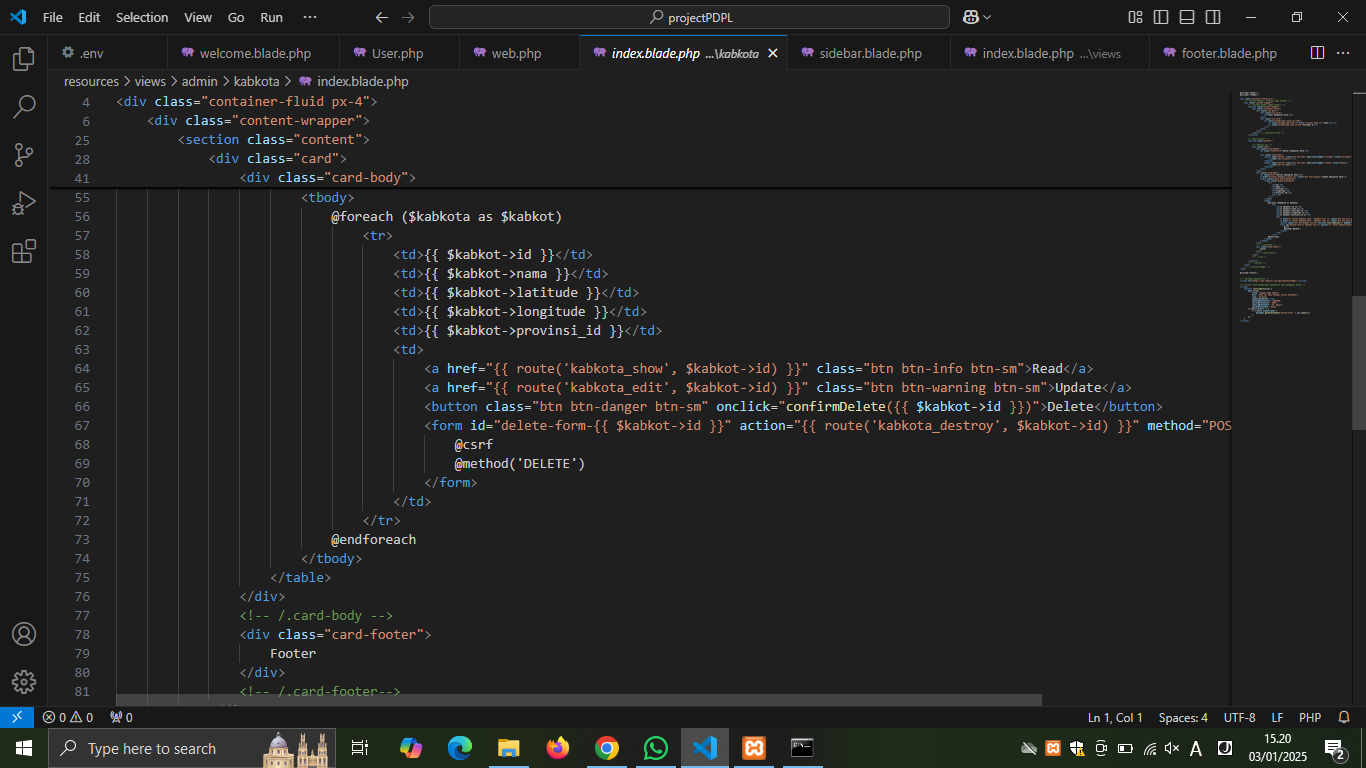 File Edit Selection View Go Run ··· projectPDPL
.env welcome.blade.php User.php web.php index.blade.php ...\kabkota sidebar.blade.php index.blade.php ...\views footer.blade.php
resources > views > admin > kabkota > index.blade.php
4 <div class="container-fluid px-4">
6 <div class="content-wrapper">
25 <section class="content">
28 <div class="card">
41 <div class="card-body">
55 <tbody>
56 @foreach ($kabkota as $kabkot)
57 <tr>
58 <td>{{ $kabkot->id }}</td>
59 <td>{{ $kabkot->nama }}</td>
60 <td>{{ $kabkot->latitude }}</td>
61 <td>{{ $kabkot->longitude }}</td>
62 <td>{{ $kabkot->provinsi_id }}</td>
63 <td>
64 <a href="{{ route('kabkota_show', $kabkot->id) }}" class="btn btn-info btn-sm">Read</a>
65 <a href="{{ route('kabkota_edit', $kabkot->id) }}" class="btn btn-warning btn-sm">Update</a>
66 <button class="btn btn-danger btn-sm" onclick="confirmDelete({{ $kabkot->id }})">Delete</button>
67 <form id="delete-form-{{ $kabkot->id }}" action="{{ route('kabkota_destroy', $kabkot->id) }}" method="POS
68 @csrf
69 @method('DELETE')
70 </form>
71 </td>
72 </tr>
73 @endforeach
74 </tbody>
75 </table>
76 </div>
77 <!-- /.card-body -->
78 <div class="card-footer">
79 Footer
80 </div>
81 <!-- /.card-footer-->
0 0 0 Ln 1, Col 1 Spaces: 4 UTF-8 LF PHP
Type here to search A 15.20
03/01/2025 2